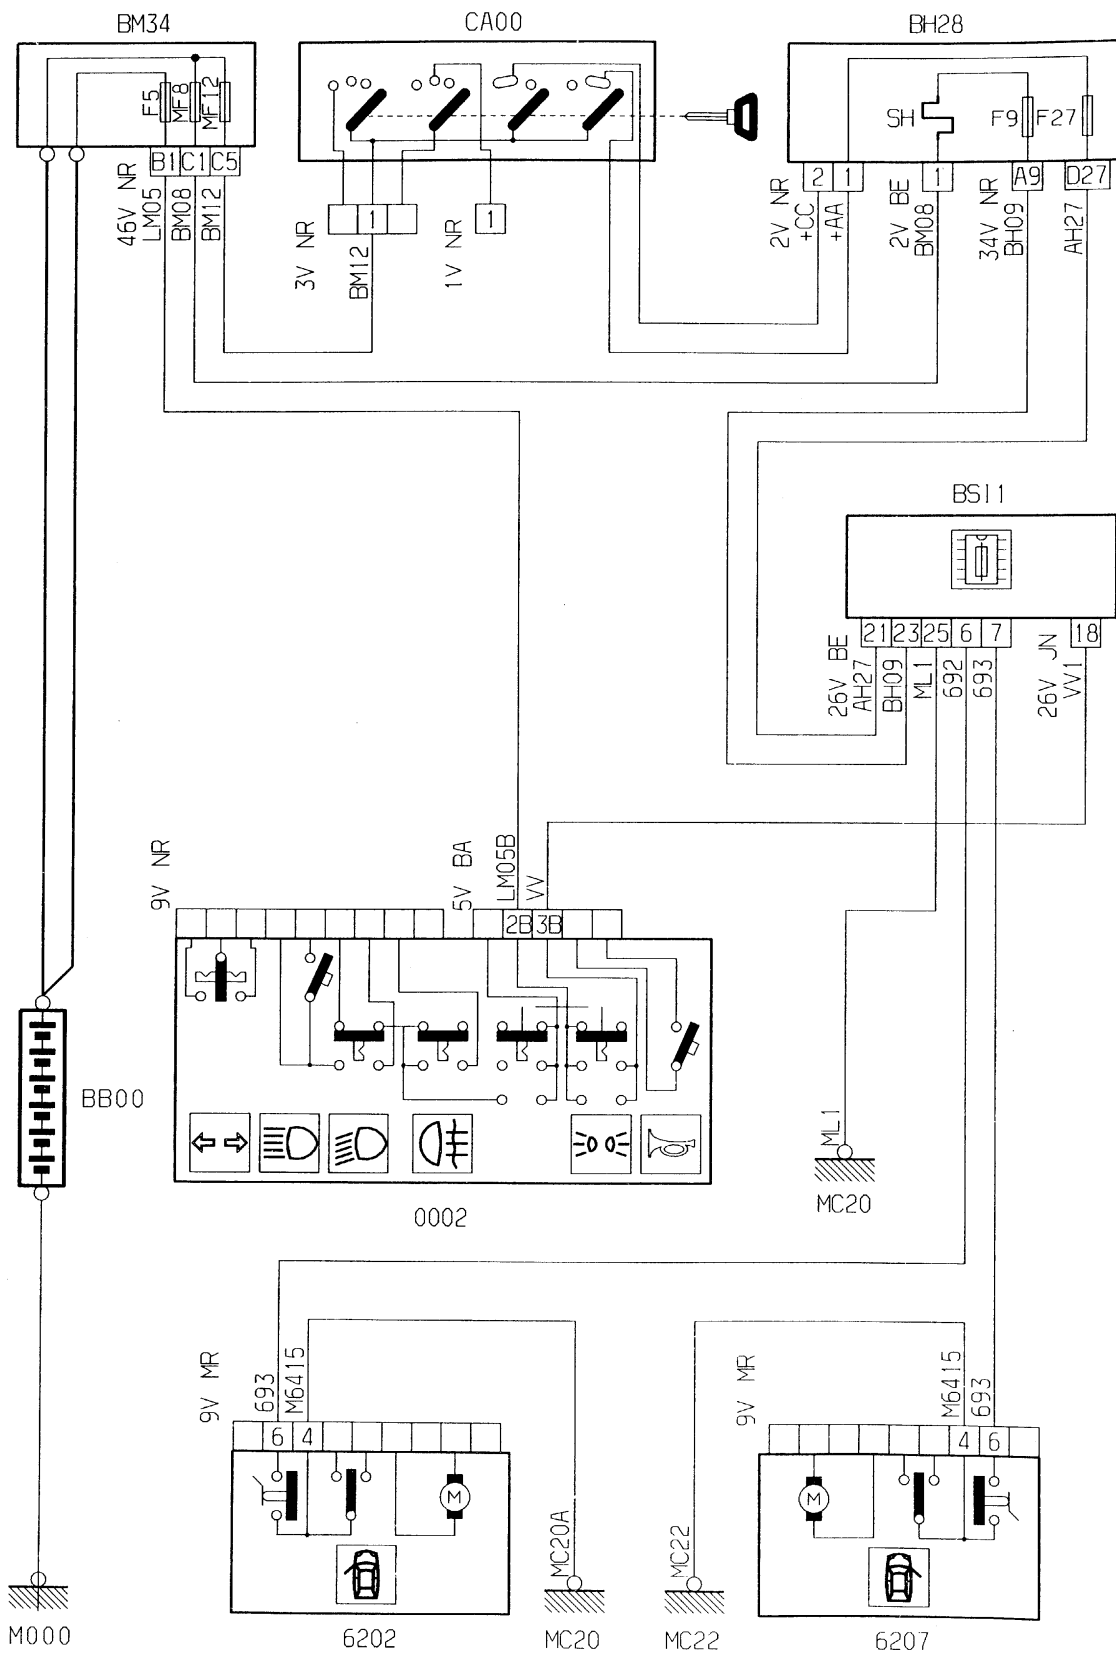 BM34
CA00
BH28
F5
MF8
MF12
SH
F9
F27
B1
C1
C5
2
1
1
A9
D27
46V NR
LM05
BM08
BM12
3V NR
1
BM12
1V NR
1
2V NR
+CC
+AA
2V BE
BM08
34V NR
BH09
AH27
BSI1
21
23
25
6
7
18
26V BE
AH27
BH09
ML1
692
693
26V JN
VV1
9V NR
5V BA
LM05B
VV
2B
3B
BB00
0002
ML1
MC20
9V MR
693
M6415
6
4
M
MC20A
MC22
9V MR
M6415
693
4
6
M
M000
6202
MC20
MC22
6207